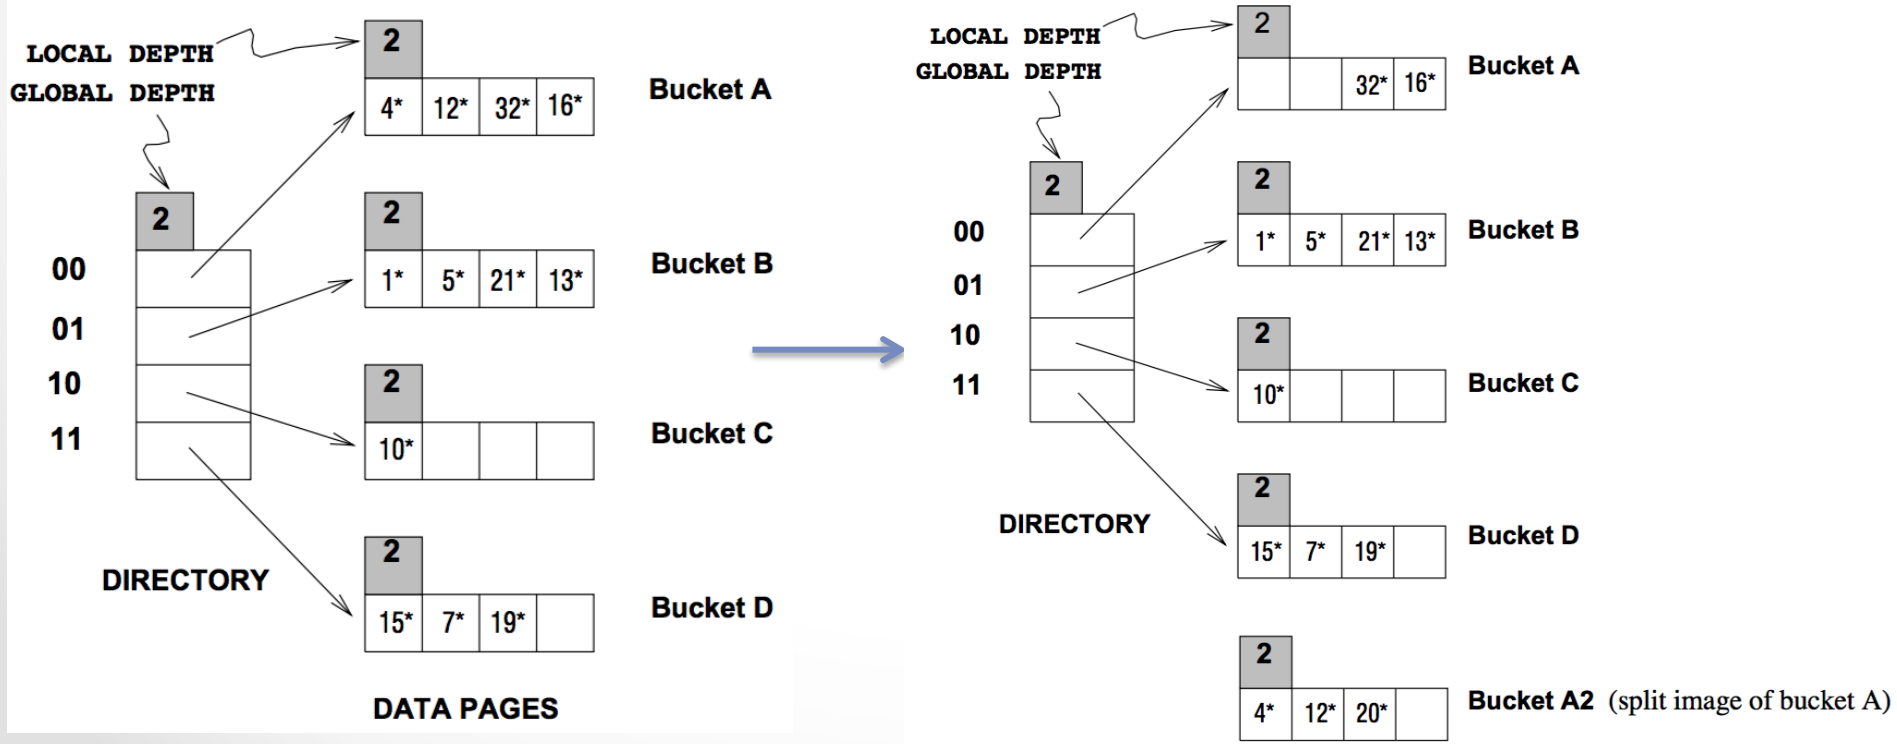 LOCAL DEPTH
GLOBAL DEPTH
2
4* 12* 32* 16*
Bucket A
2
00
01
10
11
2
1* 5* 21* 13*
Bucket B
2
10*
Bucket C
DIRECTORY
2
15* 7* 19*
Bucket D
DATA PAGES
LOCAL DEPTH
GLOBAL DEPTH
2
32* 16*
Bucket A
2
00
01
10
11
2
1* 5* 21* 13*
Bucket B
2
10*
Bucket C
DIRECTORY
2
15* 7* 19*
Bucket D
2
4* 12* 20*
Bucket A2 (split image of bucket A)